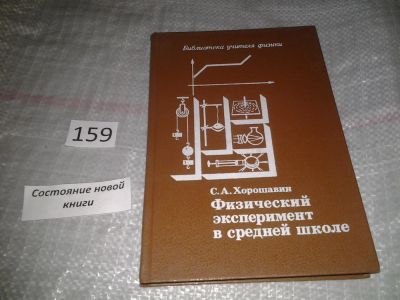 Библиотека учителя физики
159
Состояние новой
книги
С. А. Хорошавин
Физический
эксперимент
в средней школе